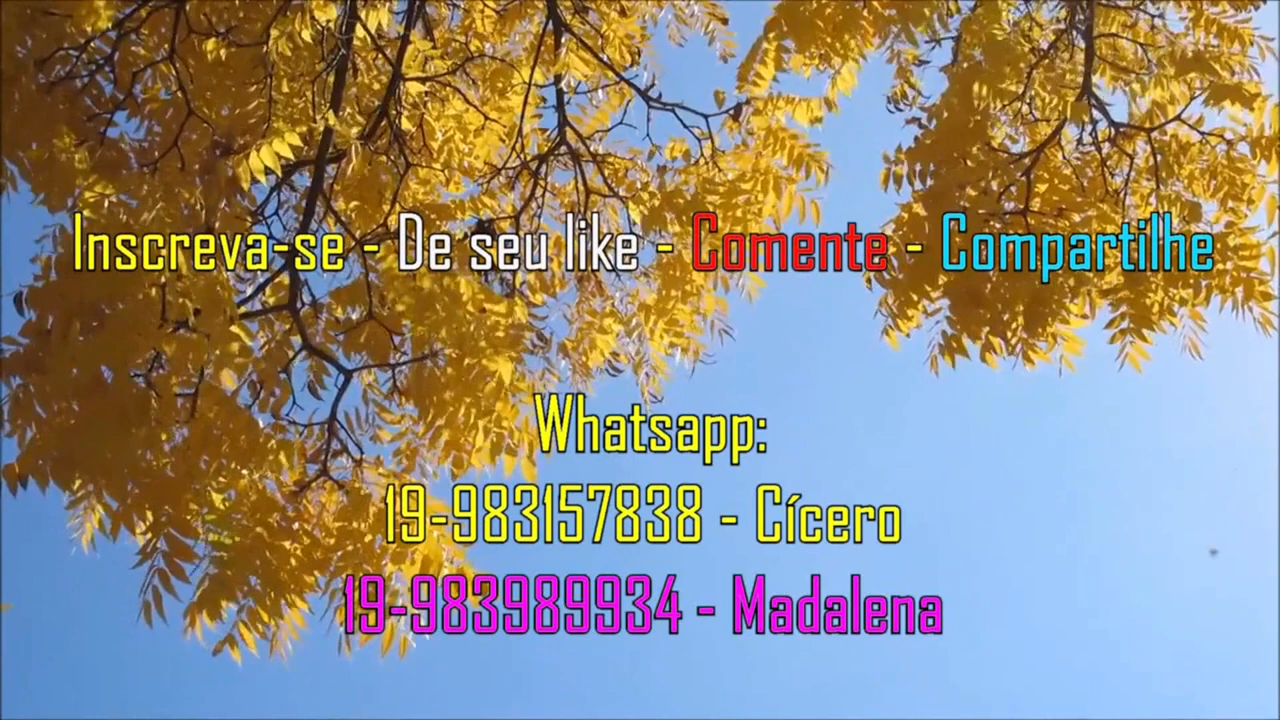 Inscreva-se - De seu like - Comente - Compartilhe
Whatsapp:
19-983157838 - Cícero
19-983989934 - Madalena